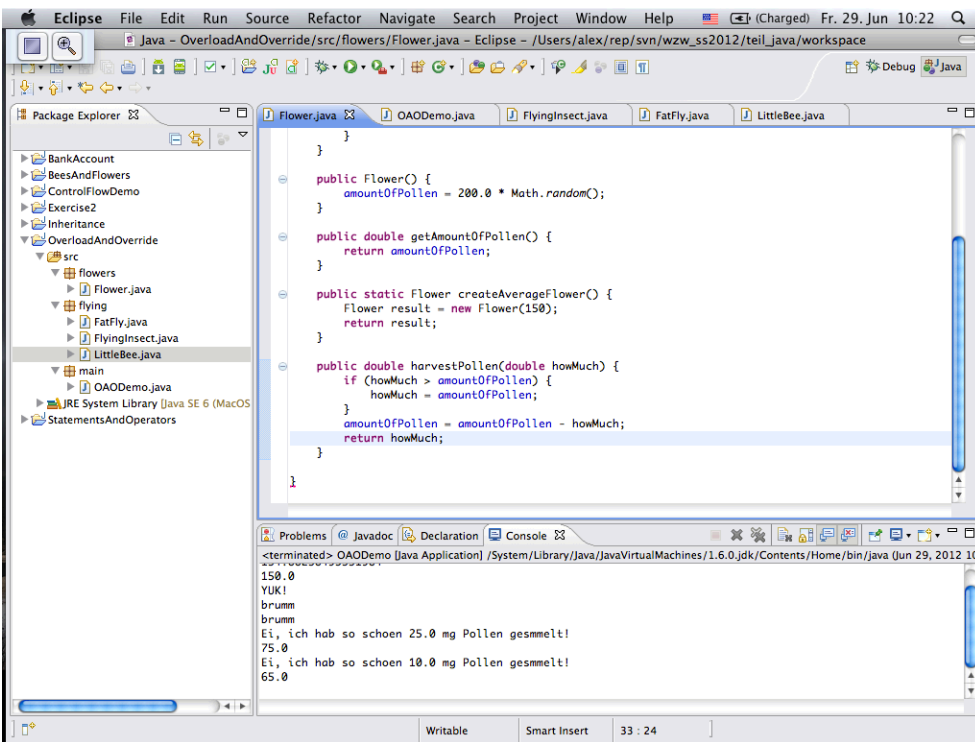 Eclipse File Edit Run Source Refactor Navigate Search Project Window Help (Charged) Fr. 29. Jun 10:22
Java – OverloadAndOverride/src/flowers/Flower.java – Eclipse – /Users/alex/rep/svn/wzw_ss2012/teil_java/workspace
Debug Java
Package Explorer
BankAccount
BeesAndFlowers
ControlFlowDemo
Exercise2
Inheritance
OverloadAndOverride
src
flowers
Flower.java
flying
FatFly.java
FlyingInsect.java
LittleBee.java
main
OAODemo.java
JRE System Library [Java SE 6 (MacOS
StatementsAndOperators
Flower.java OAODemo.java FlyingInsect.java FatFly.java LittleBee.java
}
}
public Flower() {
amountOfPollen = 200.0 * Math.random();
}
public double getAmountOfPollen() {
return amountOfPollen;
}
public static Flower createAverageFlower() {
Flower result = new Flower(150);
return result;
}
public double harvestPollen(double howMuch) {
if (howMuch > amountOfPollen) {
howMuch = amountOfPollen;
}
amountOfPollen = amountOfPollen - howMuch;
return howMuch;
}
}
Problems @ Javadoc Declaration Console
<terminated> OAODemo [Java Application] /System/Library/Java/JavaVirtualMachines/1.6.0.jdk/Contents/Home/bin/java (Jun 29, 2012 10
150.0
YUK!
brumm
brumm
Ei, ich hab so schoen 25.0 mg Pollen gesmmelt!
75.0
Ei, ich hab so schoen 10.0 mg Pollen gesmmelt!
65.0
Writable Smart Insert 33 : 24